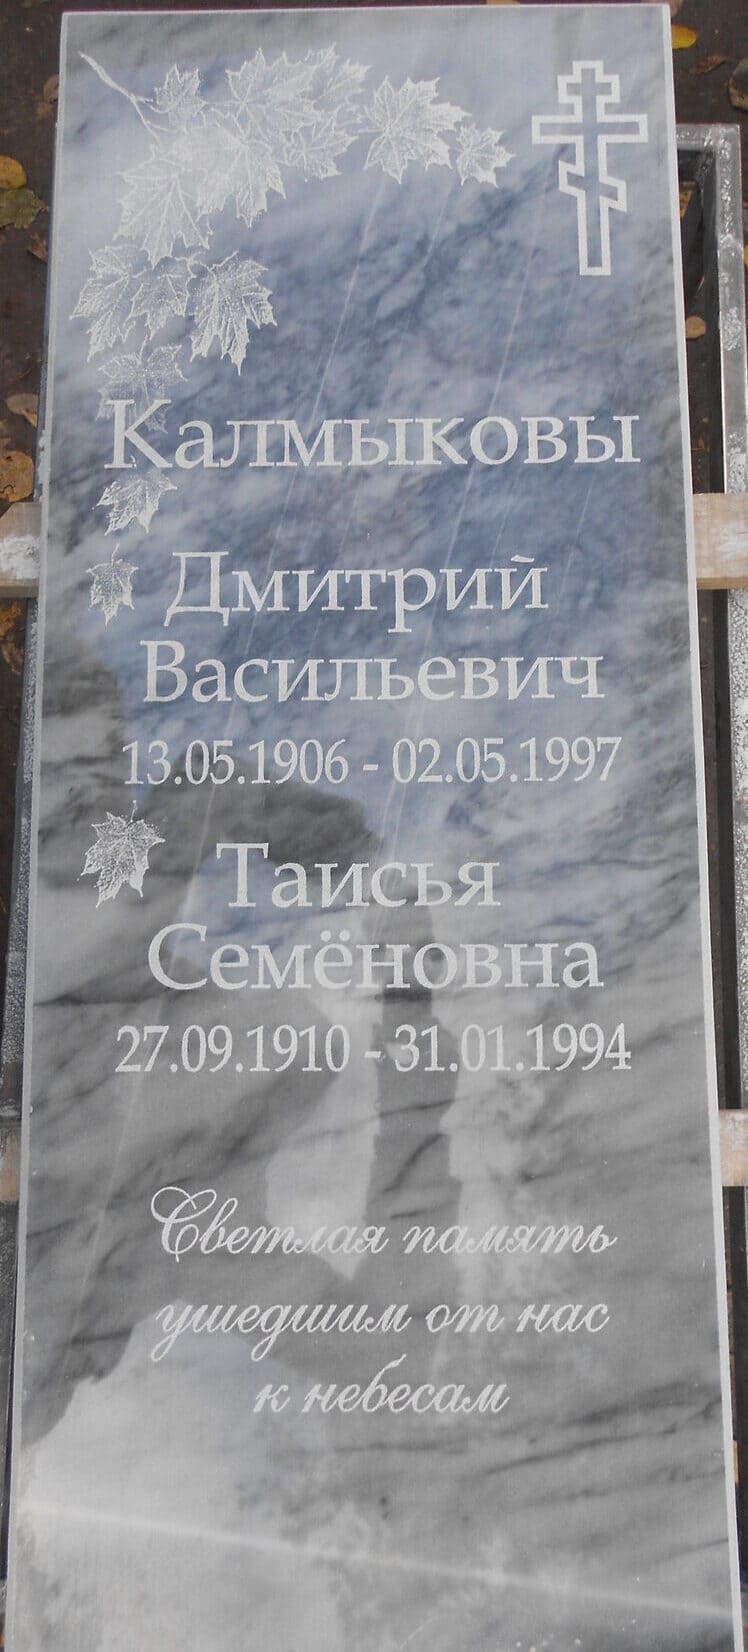 Калмыковы
Дмитрий
Васильевич
13.05.1906 - 02.05.1997
Таисья
Семёновна
27.09.1910 - 31.01.1994
Светлая память
ушедшим от нас
к небесам